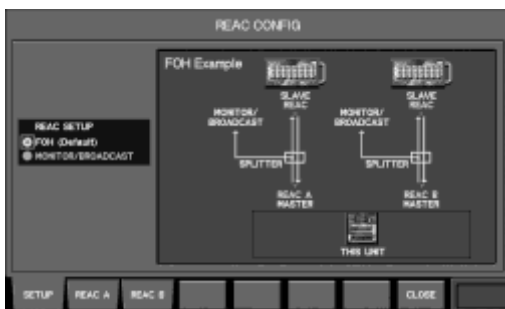 REAC CONFIG
FOH Example
SLAVE
REAC
SLAVE
REAC
MONITOR/
BROADCAST
MONITOR/
BROADCAST
REAC SETUP
FOH (Default)
MONITOR/BROADCAST
SPLITTER
SPLITTER
REAC A
MASTER
REAC B
MASTER
THIS UNIT
SETUP REAC A REAC B CLOSE